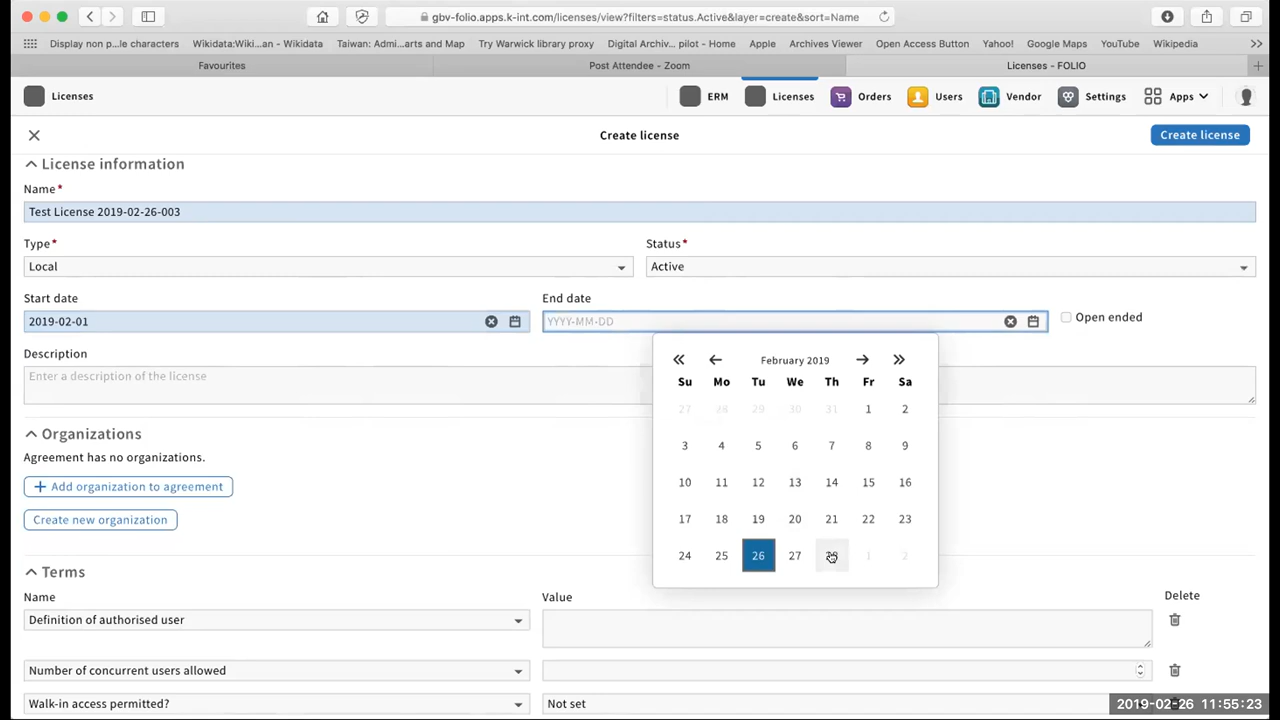 gbv-folio.apps.k-int.com/licenses/view?filters=status.Active&layer=create&sort=Name
Display non p...le characters Wikidata:Wiki...an - Wikidata Taiwan: Admi...arts and Map Try Warwick library proxy Digital Archiv... pilot - Home Apple Archives Viewer Open Access Button Yahoo! Google Maps YouTube Wikipedia
Favourites Post Attendee - Zoom Licenses - FOLIO
Licenses ERM Licenses Orders Users Vendor Settings Apps
Create license Create license
License information
Name*
Test License 2019-02-26-003
Type* Status*
Local Active
Start date End date
2019-02-01 YYYY-MM-DD Open ended
Description
Enter a description of the license
February 2019
Su Mo Tu We Th Fr Sa
27 28 29 30 31 1 2
3 4 5 6 7 8 9
10 11 12 13 14 15 16
17 18 19 20 21 22 23
24 25 26 27 28 1 2
Organizations
Agreement has no organizations.
+ Add organization to agreement
Create new organization
Terms
Name Value Delete
Definition of authorised user
Number of concurrent users allowed
Walk-in access permitted? Not set
2019-02-26 11:55:23